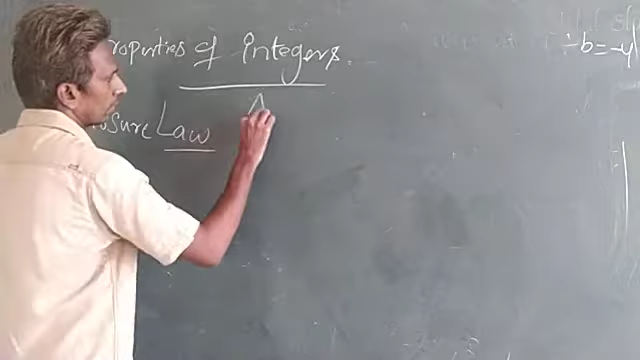 roperties of Integers.
-b=-4
osure Law
A